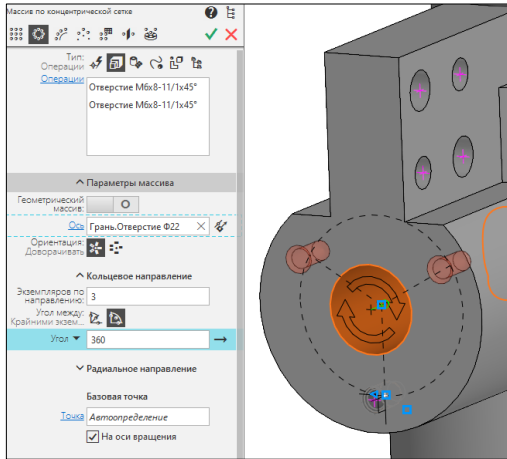 Массив по концентрической сетке
Тип:
Операции
Операции
Отверстие М6х8-11/1х45°
Отверстие М6х8-11/1х45°
Параметры массива
Геометрический
массив:
Ось
Грань.Отверстие Ф22
Ориентация:
Доворачивать
Кольцевое направление
Экземпляров по
направлению:
3
Угол между:
Крайними экзем...
Угол
360
Радиальное направление
Базовая точка
Точка
Автоопределение
На оси вращения